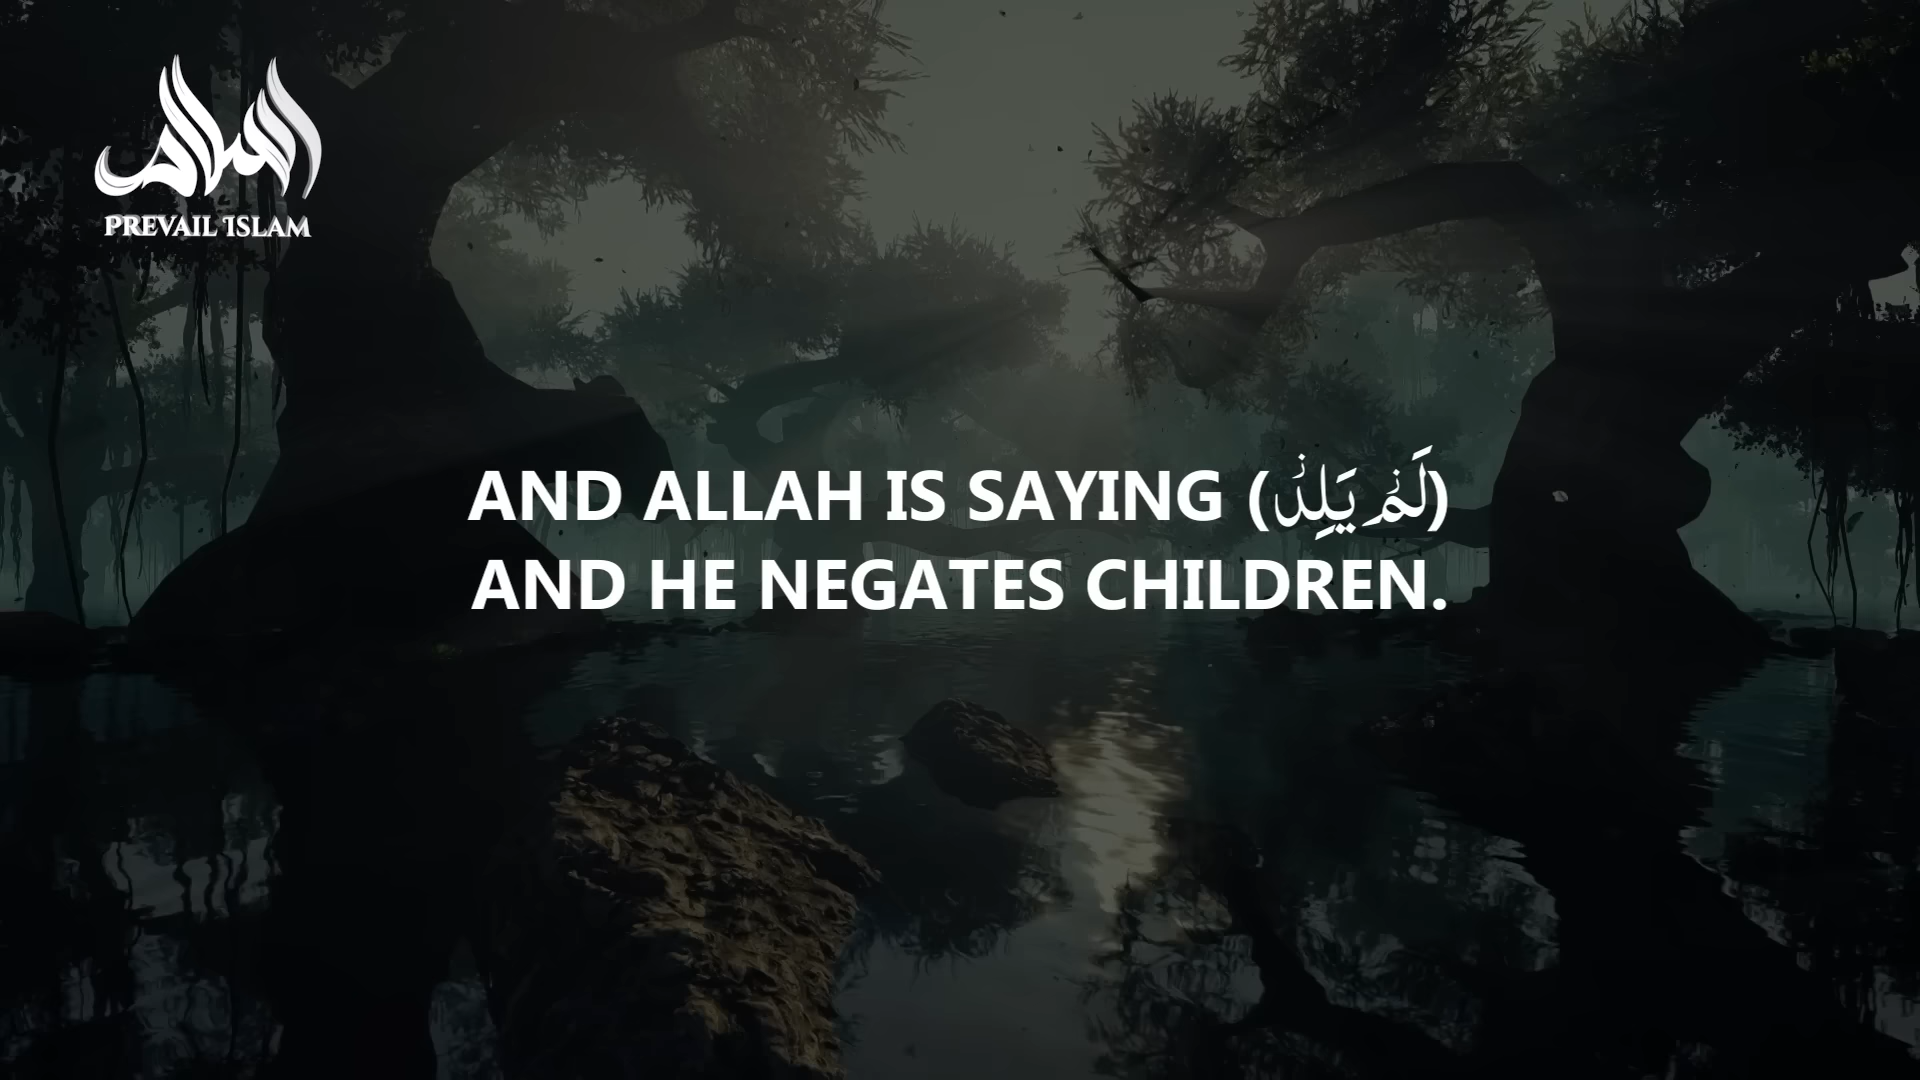 PREVAIL ISLAM
AND ALLAH IS SAYING (لَمْ يَلِدْ)
AND HE NEGATES CHILDREN.